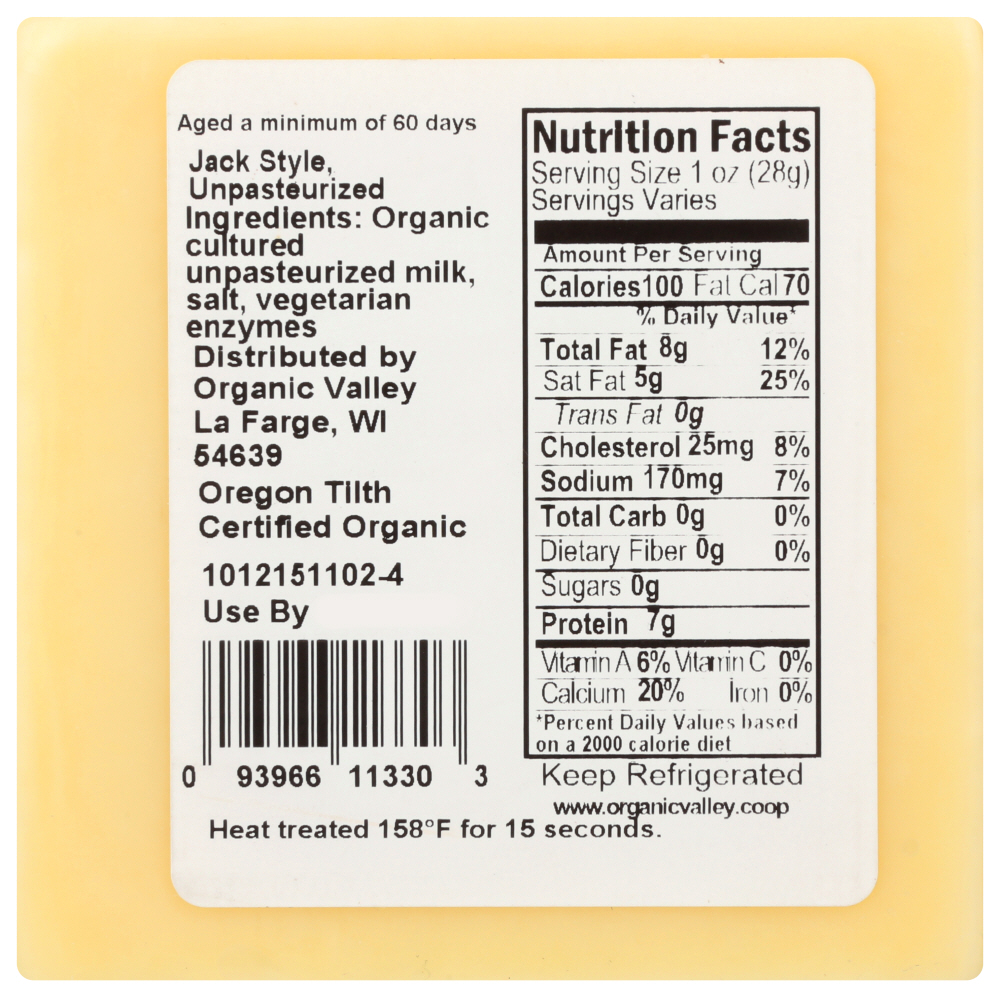 Aged a minimum of 60 days
Jack Style,
Unpasteurized
Ingredients: Organic
cultured
unpasteurized milk,
salt, vegetarian
enzymes
Distributed by
Organic Valley
La Farge, WI
54639
Oregon Tilth
Certified Organic
1012151102-4
Use By
0 93966 11330 3
Nutrition Facts
Serving Size 1 oz (28g)
Servings Varies
Amount Per Serving
Calories 100 Fat Cal 70
% Daily Value*
Total Fat 8g 12%
Sat Fat 5g 25%
Trans Fat 0g
Cholesterol 25mg 8%
Sodium 170mg 7%
Total Carb 0g 0%
Dietary Fiber 0g 0%
Sugars 0g
Protein 7g
Vitamin A 6% Vitamin C 0%
Calcium 20% Iron 0%
*Percent Daily Values based
on a 2000 calorie diet
Keep Refrigerated
www.organicvalley.coop
Heat treated 158°F for 15 seconds.